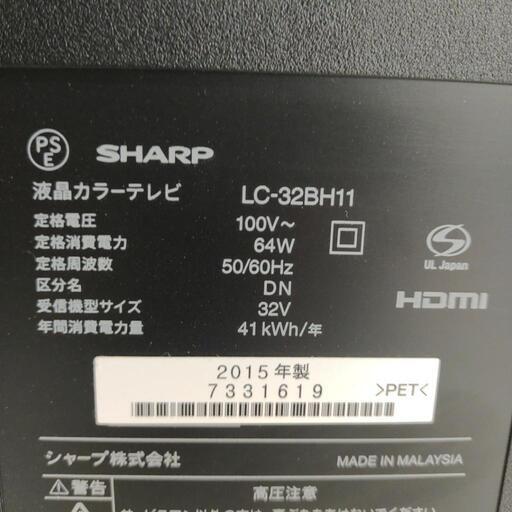 PSE SHARP
液晶カラーテレビ LC-32BH11
定格電圧 100V～
定格消費電力 64W
定格周波数 50/60Hz
区分名 DN
受信機型サイズ 32V
年間消費電力量 41kWh/年
UL Japan
HDMI
2015年製
7331619
>PET<
シャープ株式会社 MADE IN MALAYSIA
警告 高圧注意